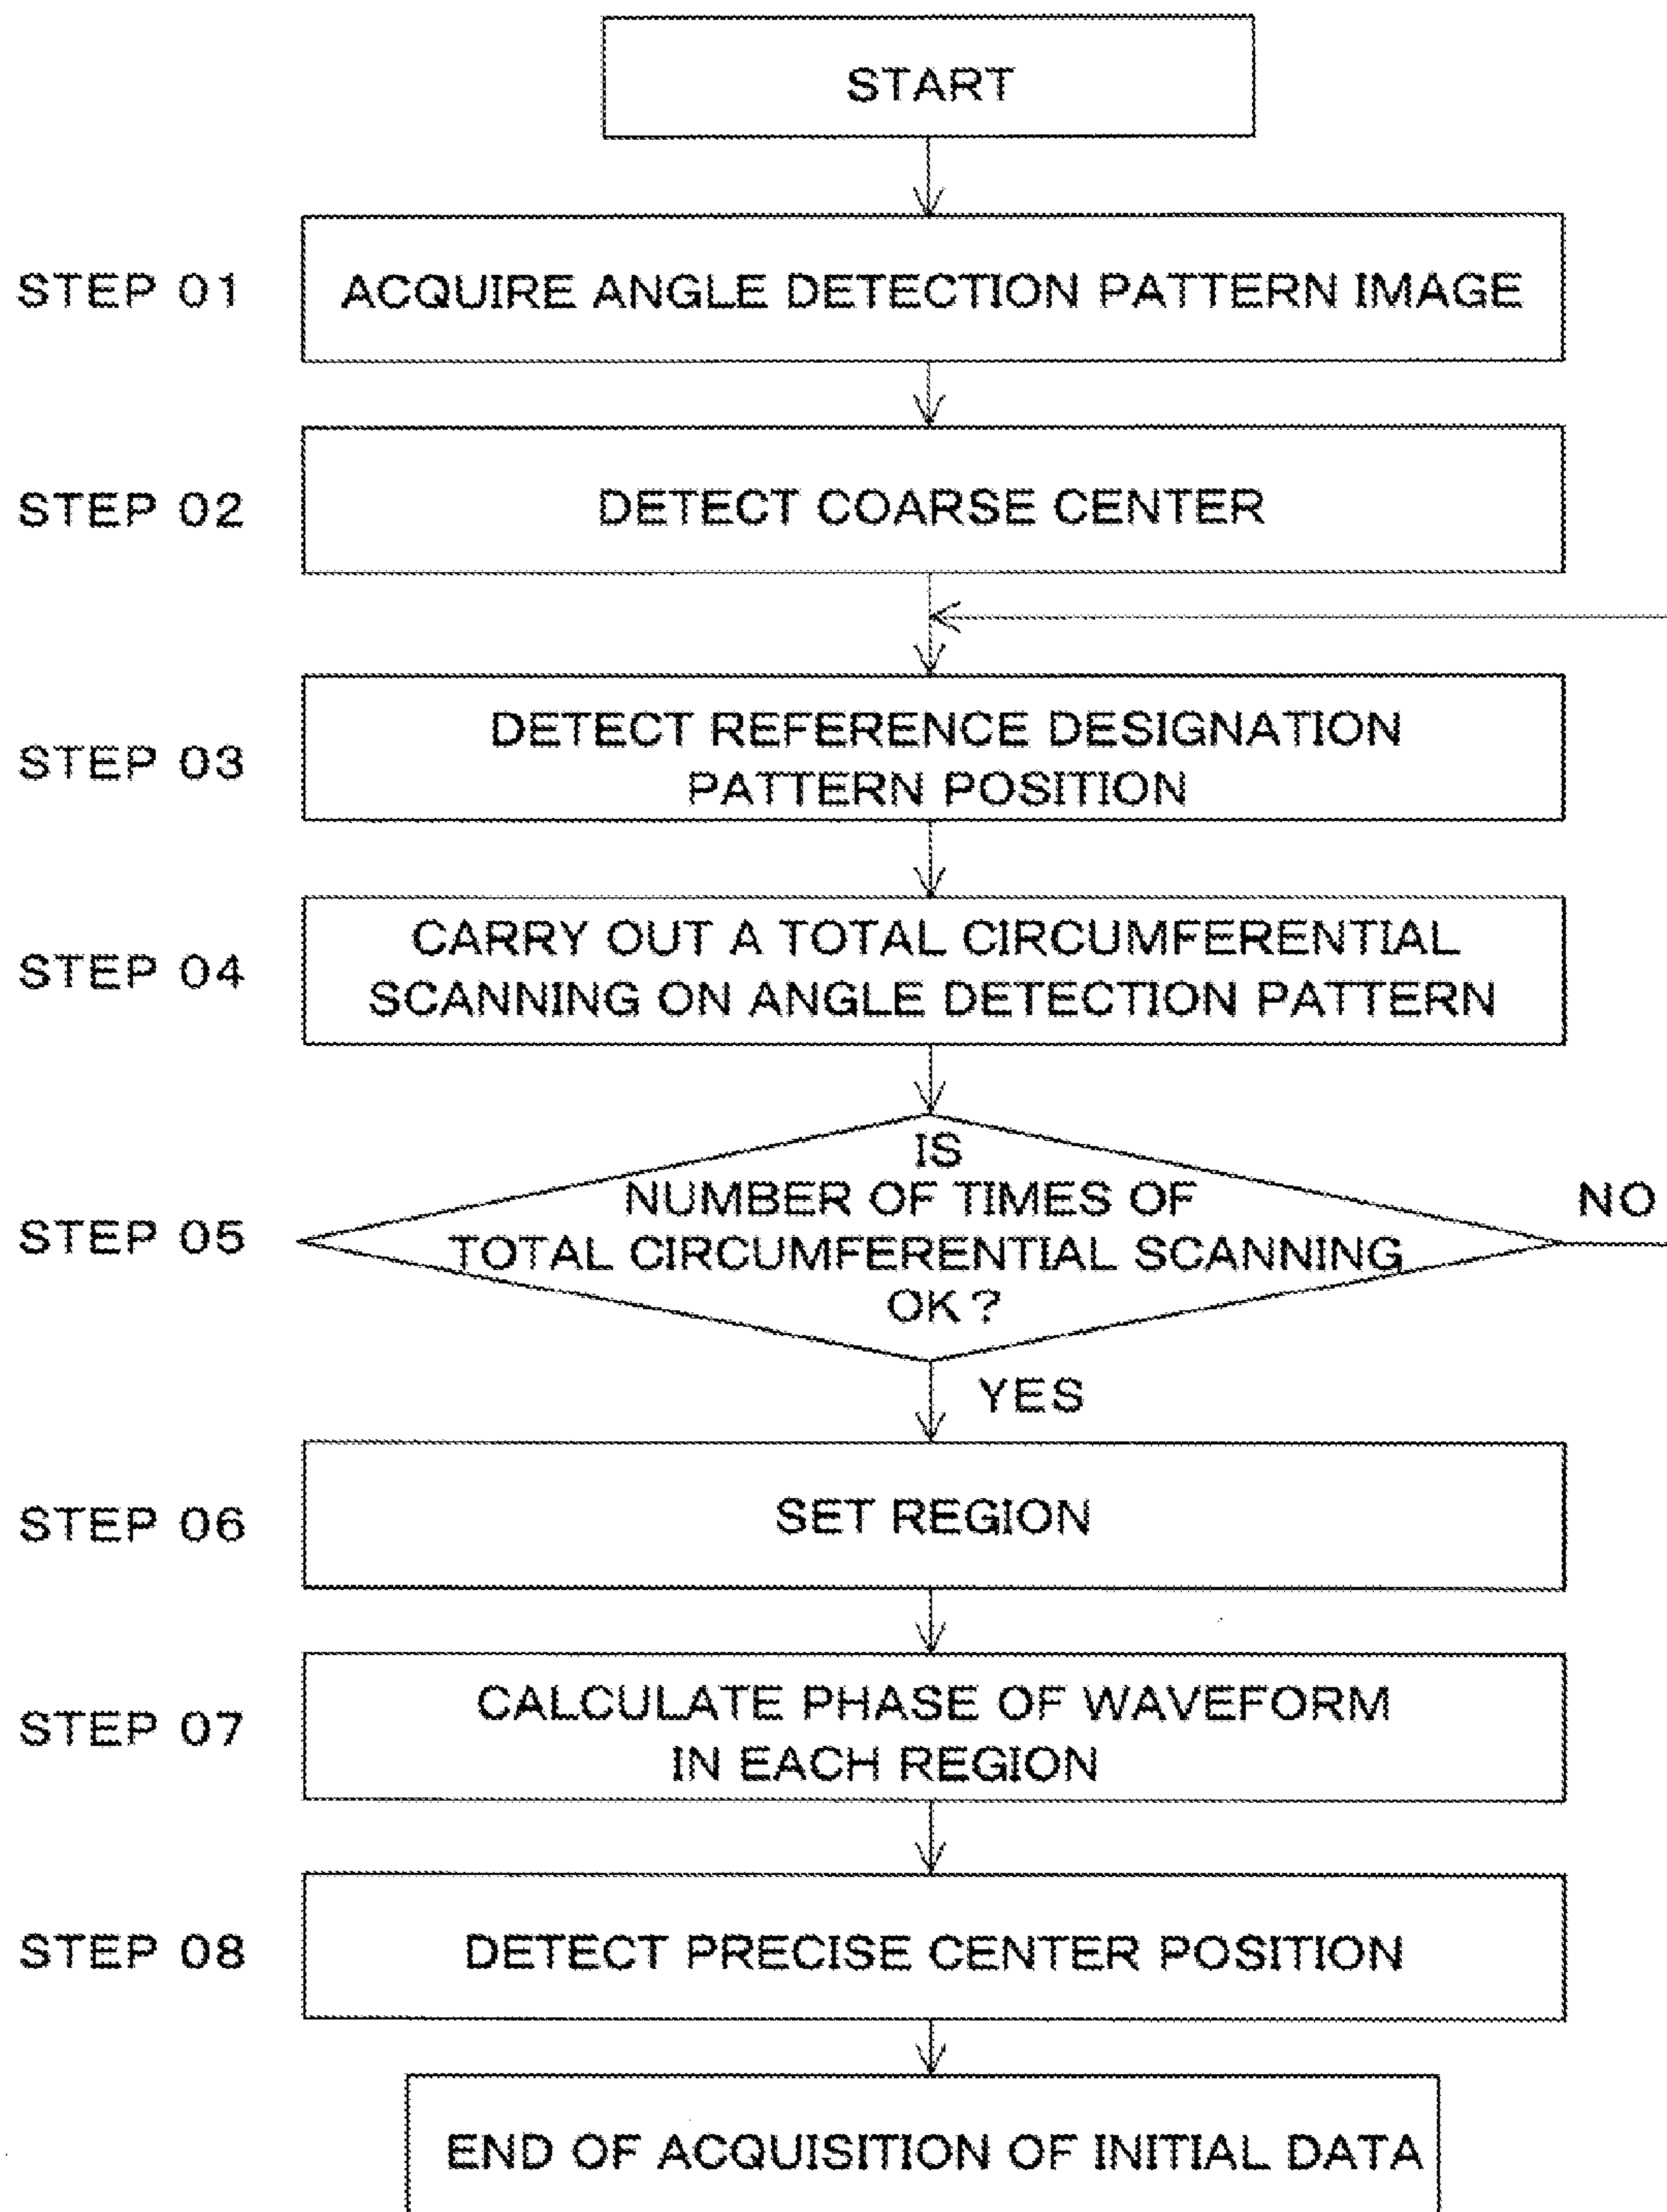 START
STEP 01
ACQUIRE ANGLE DETECTION PATTERN IMAGE
STEP 02
DETECT COARSE CENTER
STEP 03
DETECT REFERENCE DESIGNATION
PATTERN POSITION
STEP 04
CARRY OUT A TOTAL CIRCUMFERENTIAL
SCANNING ON ANGLE DETECTION PATTERN
STEP 05
IS
NUMBER OF TIMES OF
TOTAL CIRCUMFERENTIAL SCANNING
OK?
NO
YES
STEP 06
SET REGION
STEP 07
CALCULATE PHASE OF WAVEFORM
IN EACH REGION
STEP 08
DETECT PRECISE CENTER POSITION
END OF ACQUISITION OF INITIAL DATA